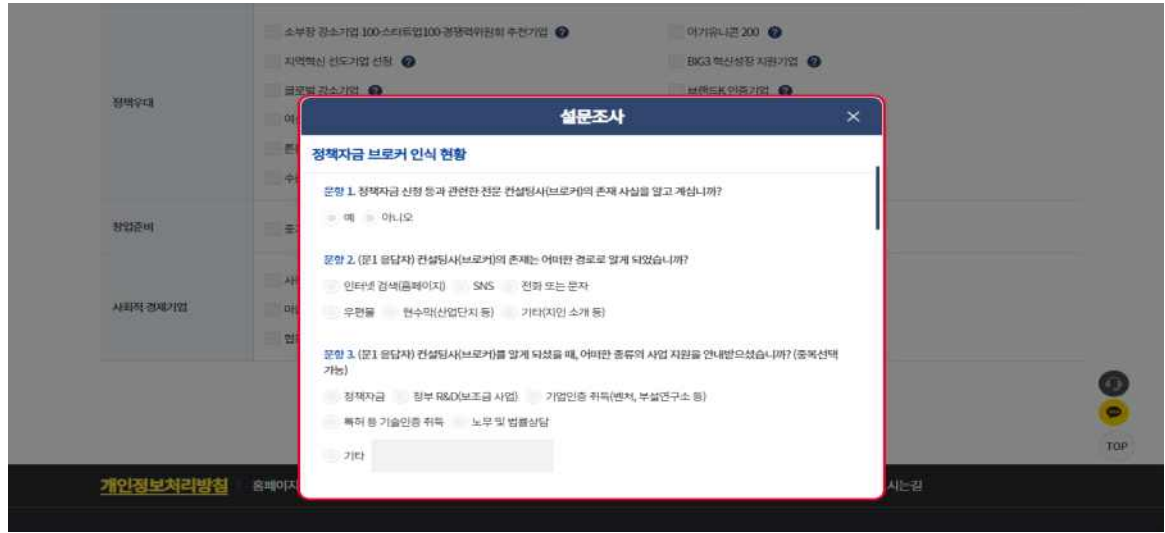 소부장 강소기업 100·스타트업100·경쟁력위원회 추천기업
아기유니콘 200
지역혁신 선도기업 선정
BIG3 혁신성장 지원기업
글로벌 강소기업
브랜드K 인증기업
정책우대
설문조사
정책자금 브로커 인식 현황
문항 1. 정책자금 신청 등과 관련한 전문 컨설팅사(브로커)의 존재 사실을 알고 계십니까?
예 아니오
창업준비
문항 2. (문1 응답자) 컨설팅사(브로커)의 존재는 어떠한 경로로 알게 되었습니까?
인터넷 검색(홈페이지) SNS 전화 또는 문자
우편물 현수막(산업단지 등) 기타(지인 소개 등)
사회적 경제기업
문항 3. (문1 응답자) 컨설팅사(브로커)를 알게 되셨을 때, 어떠한 종류의 사업 지원을 안내받으셨습니까? (중복선택
가능)
정책자금 정부 R&D(보조금 사업) 기업인증 취득(벤처, 부설연구소 등)
특허 등 기술인증 취득 노무 및 법률상담
기타
TOP
개인정보처리방침 홈페이지
시는길